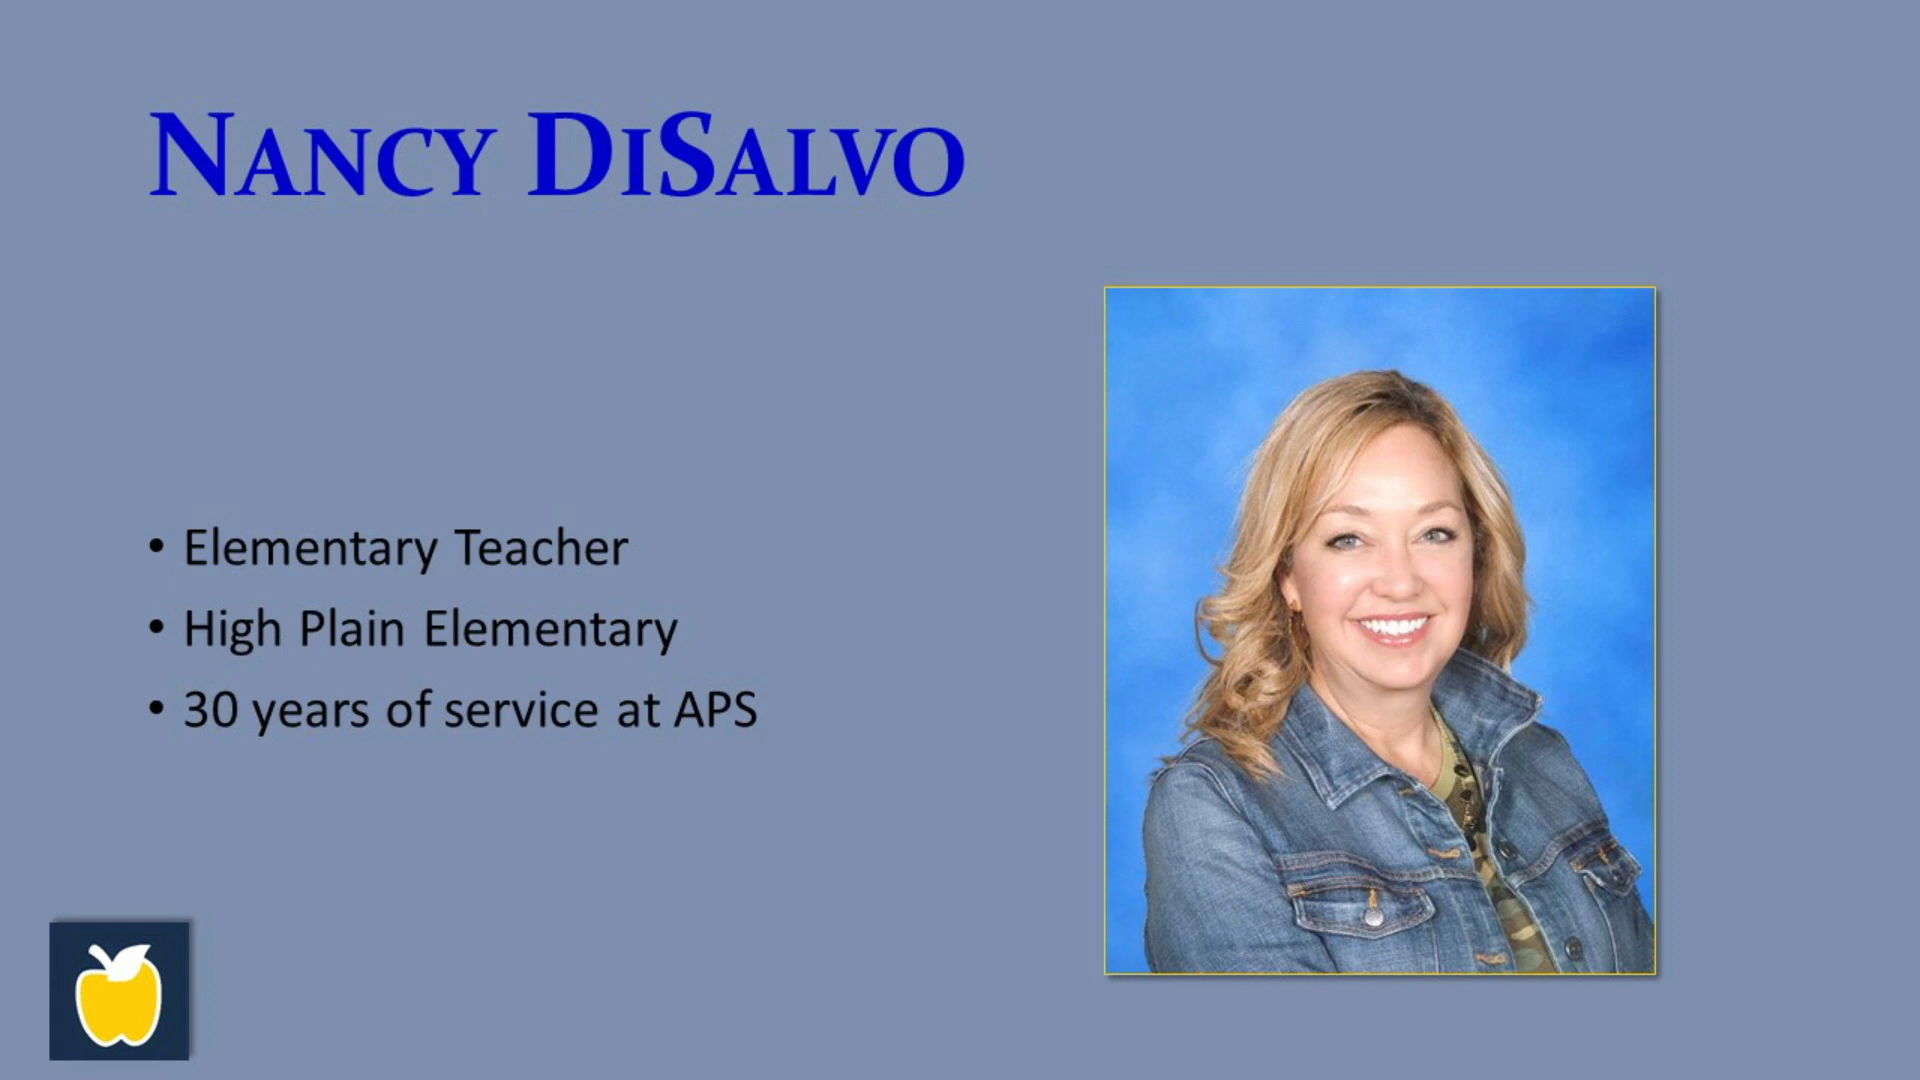 Nancy DiSalvo
• Elementary Teacher
• High Plain Elementary
• 30 years of service at APS